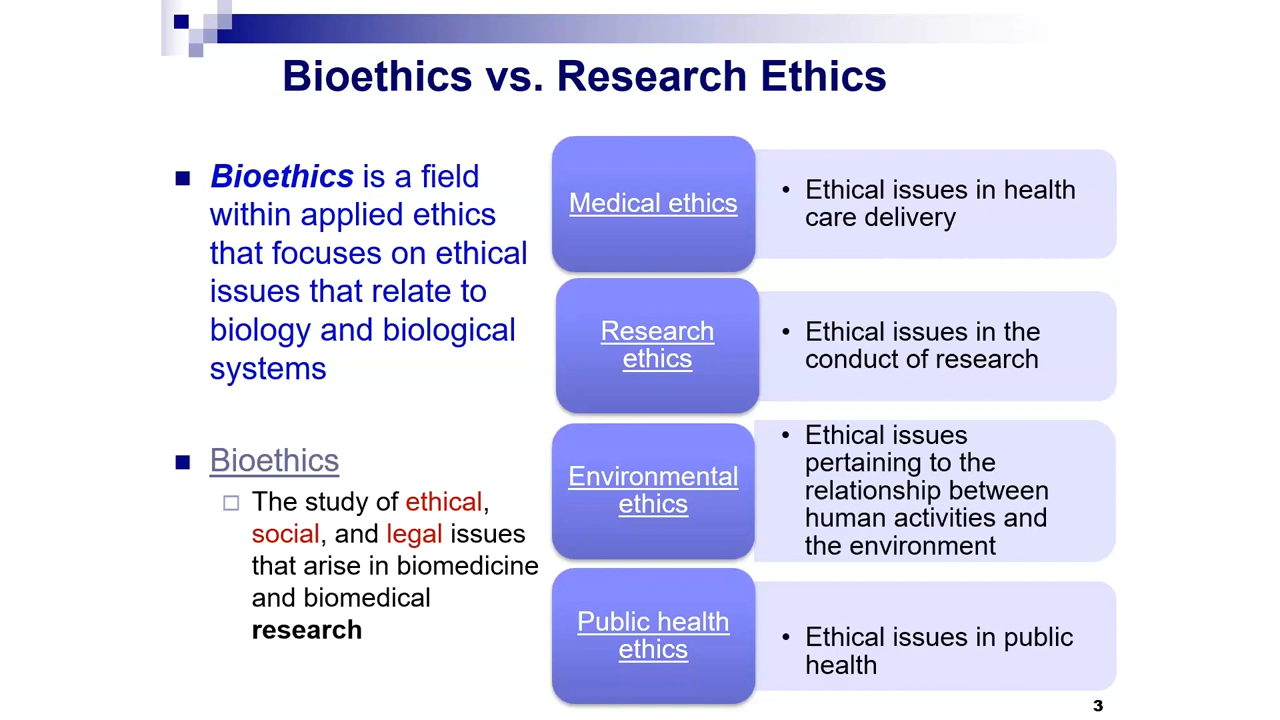 Bioethics vs. Research Ethics
Bioethics is a field
within applied ethics
that focuses on ethical
issues that relate to
biology and biological
systems
Bioethics
The study of ethical,
social, and legal issues
that arise in biomedicine
and biomedical
research
Medical ethics
• Ethical issues in health
care delivery
Research
ethics
• Ethical issues in the
conduct of research
Environmental
ethics
• Ethical issues
pertaining to the
relationship between
human activities and
the environment
Public health
ethics
• Ethical issues in public
health
3